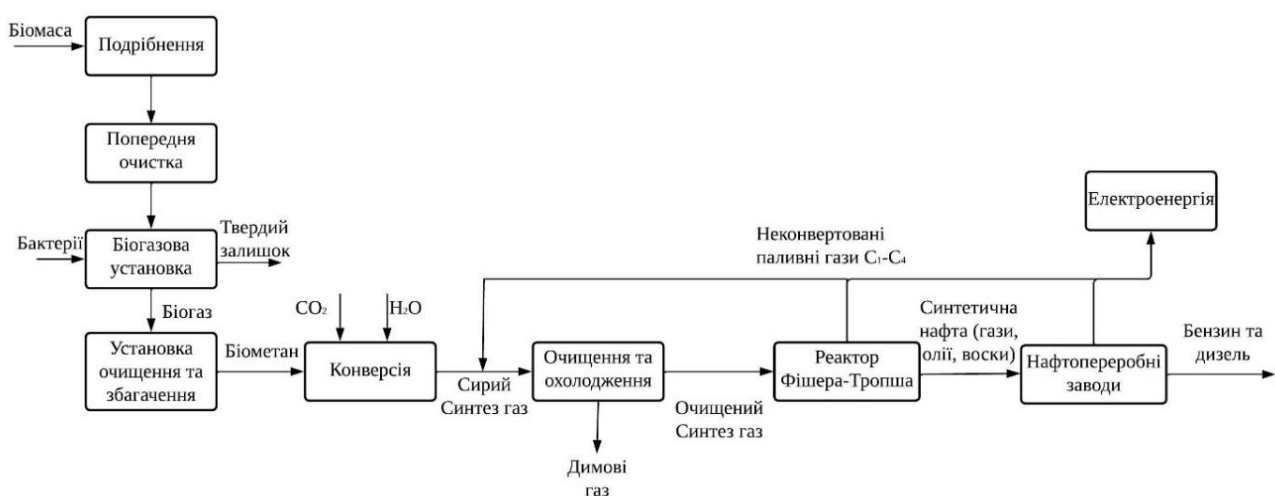 Біомаса
Подрібнення
Попередня
очистка
Бактерії
Біогазова
установка
Твердий
залишок
Біогаз
Установка
очищення та
збагачення
Біометан
CO₂
H₂O
Конверсія
Сирий
Синтез газ
Очищення та
охолодження
Димові
газ
Очищений
Синтез газ
Неконвертовані
паливні гази C₁-C₄
Реактор
Фішера-Тропша
Синтетична
нафта (гази,
олії, воски)
Електроенергія
Нафтопереробні
заводи
Бензин та
дизель